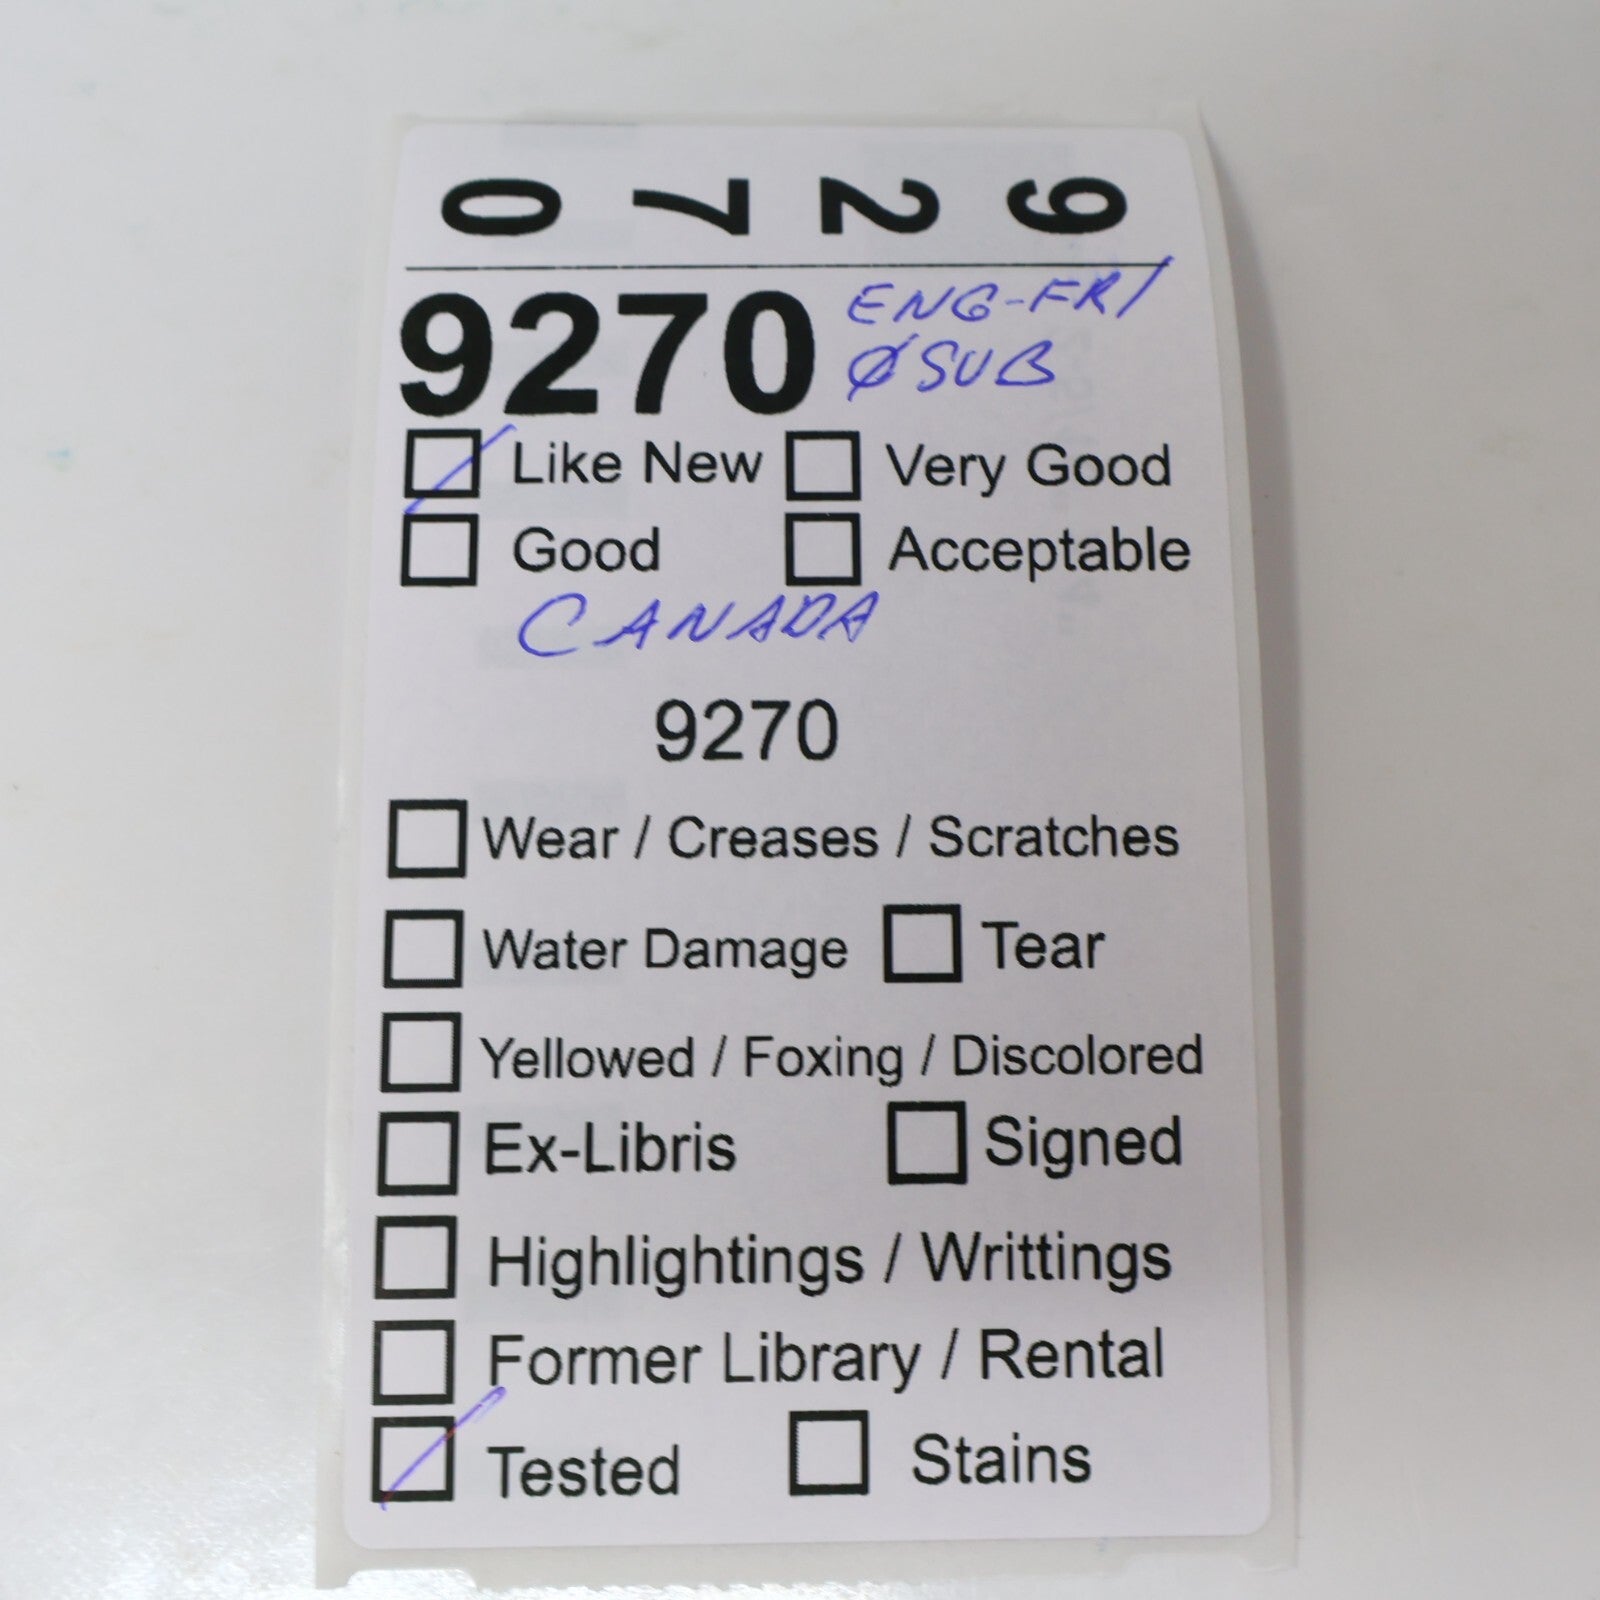 9270
9270 ENG-FR/
ØSUB
Like New Very Good
Good Acceptable
CANADA
9270
Wear / Creases / Scratches
Water Damage Tear
Yellowed / Foxing / Discolored
Ex-Libris Signed
Highlightings / Writtings
Former Library / Rental
Tested Stains